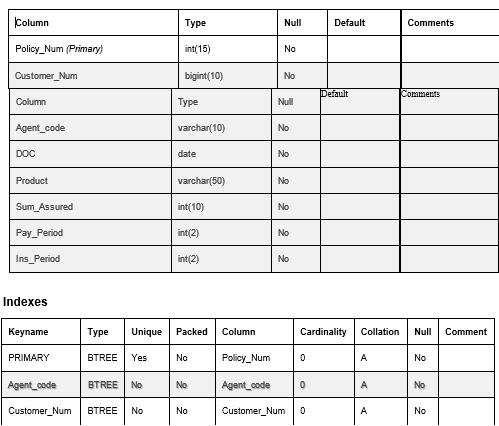 Column Type Null Default Comments
Policy_Num (Primary) int(15) No
Customer_Num bigint(10) No
Column Type Null Default Comments
Agent_code varchar(10) No
DOC date No
Product varchar(50) No
Sum_Assured int(10) No
Pay_Period int(2) No
Ins_Period int(2) No
Indexes
Keyname Type Unique Packed Column Cardinality Collation Null Comment
PRIMARY BTREE Yes No Policy_Num 0 A No
Agent_code BTREE No No Agent_code 0 A No
Customer_Num BTREE No No Customer_Num 0 A No